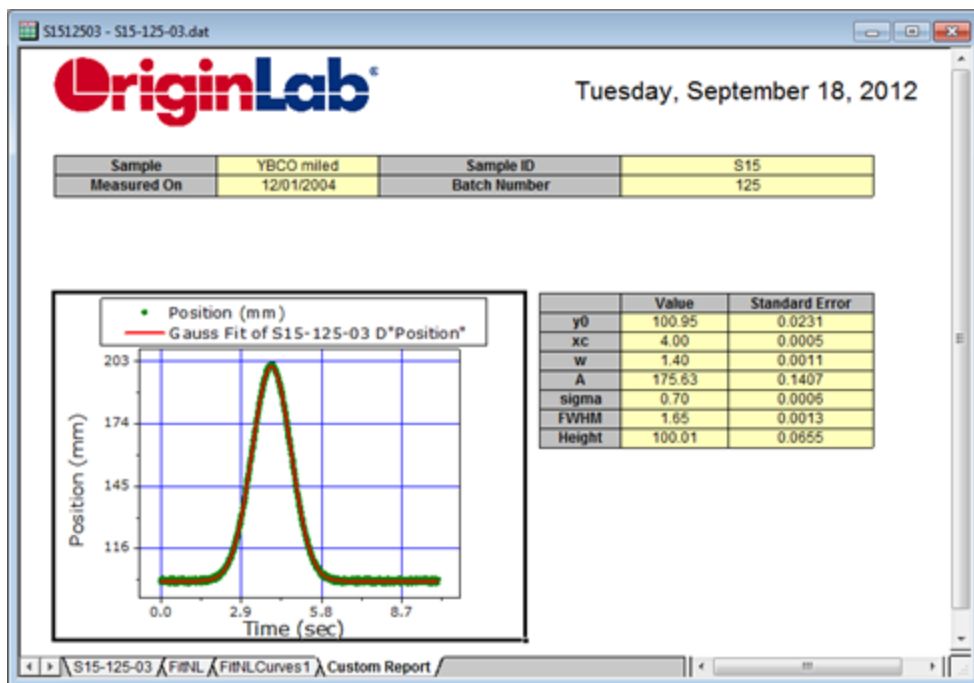 S1512503 - S15-125-03.dat
OriginLab®
Tuesday, September 18, 2012
Sample YBCO miled Sample ID S15
Measured On 12/01/2004 Batch Number 125
Position (mm)
Gauss Fit of S15-125-03 D"Position"
203
174
145
116
Position (mm)
0.0 2.9 5.8 8.7
Time (sec)
Value Standard Error
y0 100.95 0.0231
xc 4.00 0.0005
w 1.40 0.0011
A 175.63 0.1407
sigma 0.70 0.0006
FWHM 1.65 0.0013
Height 100.01 0.0655
S15-125-03 FitNL FitNLCurves1 Custom Report